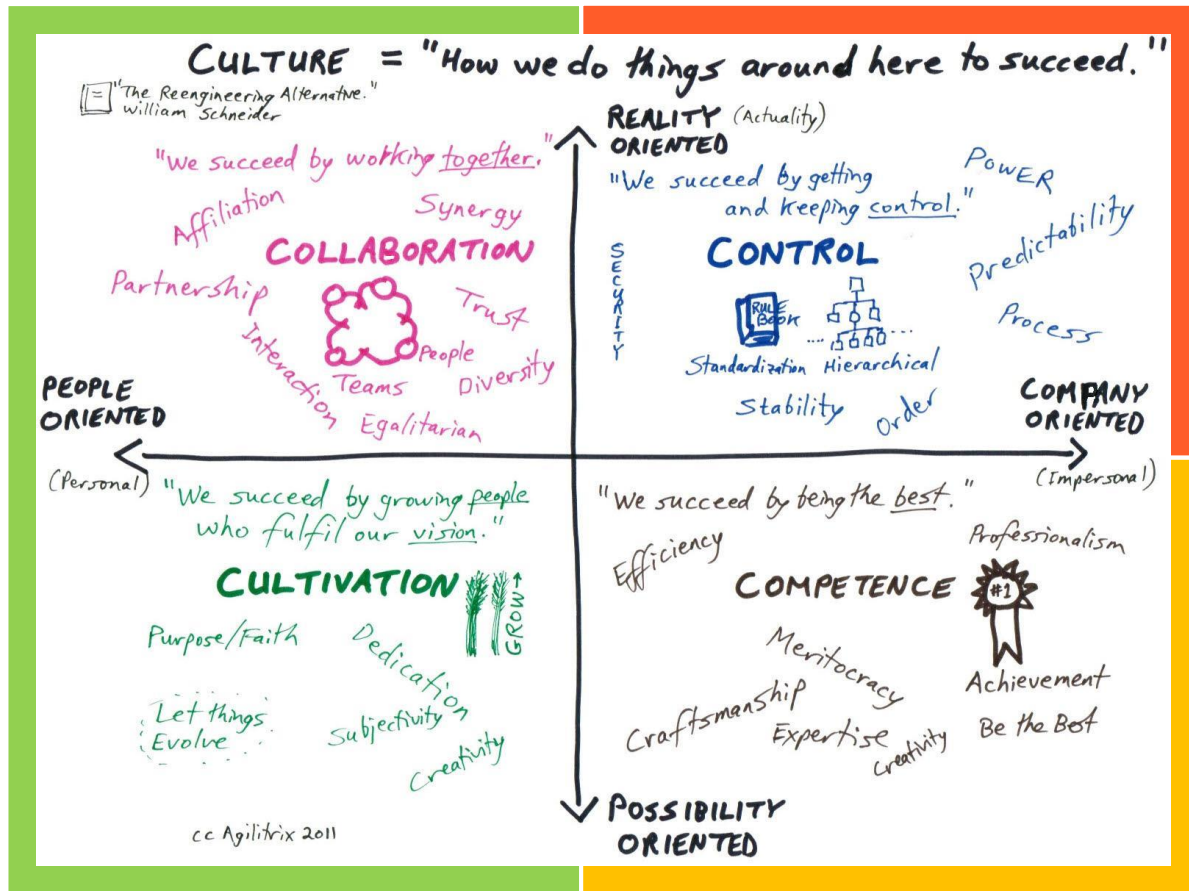 CULTURE = "How we do things around here to succeed."
"The Reengineering Alternative."
William Schneider
REALITY (Actuality)
ORIENTED
"We succeed by working together."
Affiliation
Synergy
COLLABORATION
Partnership
Trust
Interaction
People
Teams
Diversity
Egalitarian
"We succeed by getting
and keeping control."
POWER
SECURITY
CONTROL
Predictability
RULE
BOOK
Process
Standardization Hierarchical
Stability
Order
PEOPLE
ORIENTED
(Personal)
COMPANY
ORIENTED
(Impersonal)
"We succeed by growing people
who fulfil our vision."
CULTIVATION
GROW
Purpose/Faith
Dedication
Let things
Evolve
Subjectivity
Creativity
"We succeed by being the best."
Efficiency
Professionalism
COMPETENCE
#1
Meritocracy
Achievement
Craftsmanship
Expertise
Be the Best
Creativity
POSSIBILITY
ORIENTED
cc Agilitrix 2011